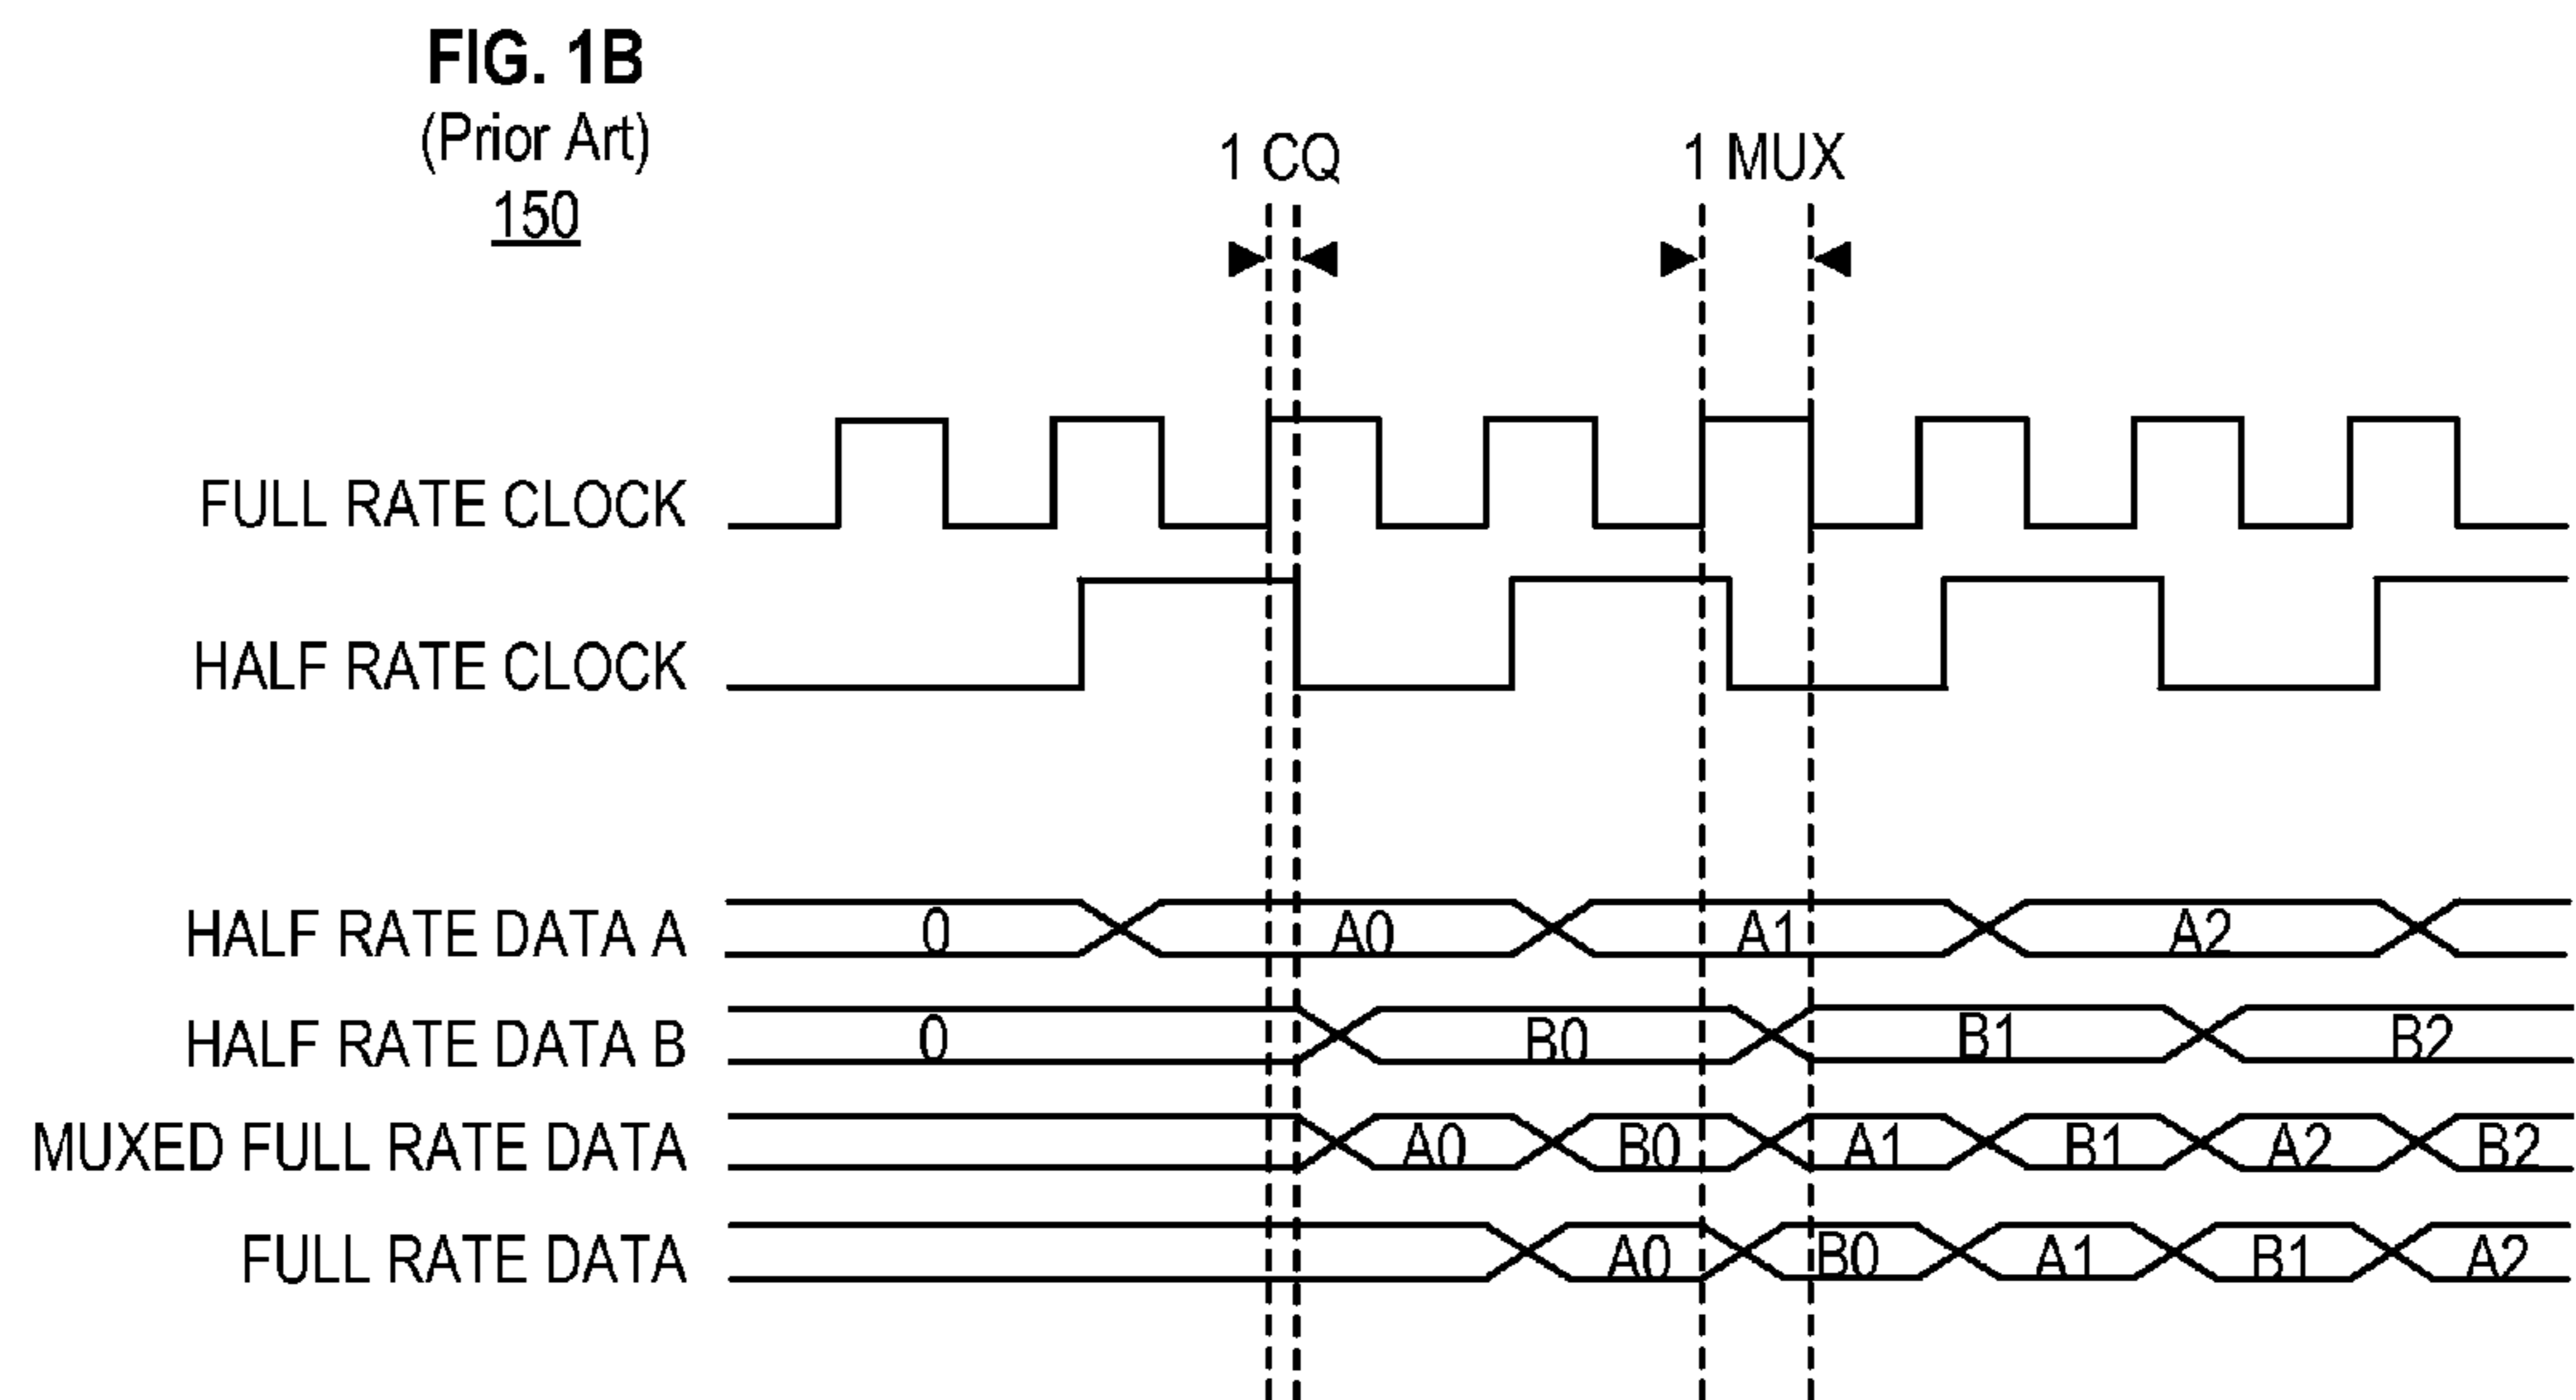 FIG. 1B
(Prior Art)
150
1 CQ 1 MUX
FULL RATE CLOCK
HALF RATE CLOCK
HALF RATE DATA A 0 A0 A1 A2
HALF RATE DATA B 0 B0 B1 B2
MUXED FULL RATE DATA A0 B0 A1 B1 A2 B2
FULL RATE DATA A0 B0 A1 B1 A2